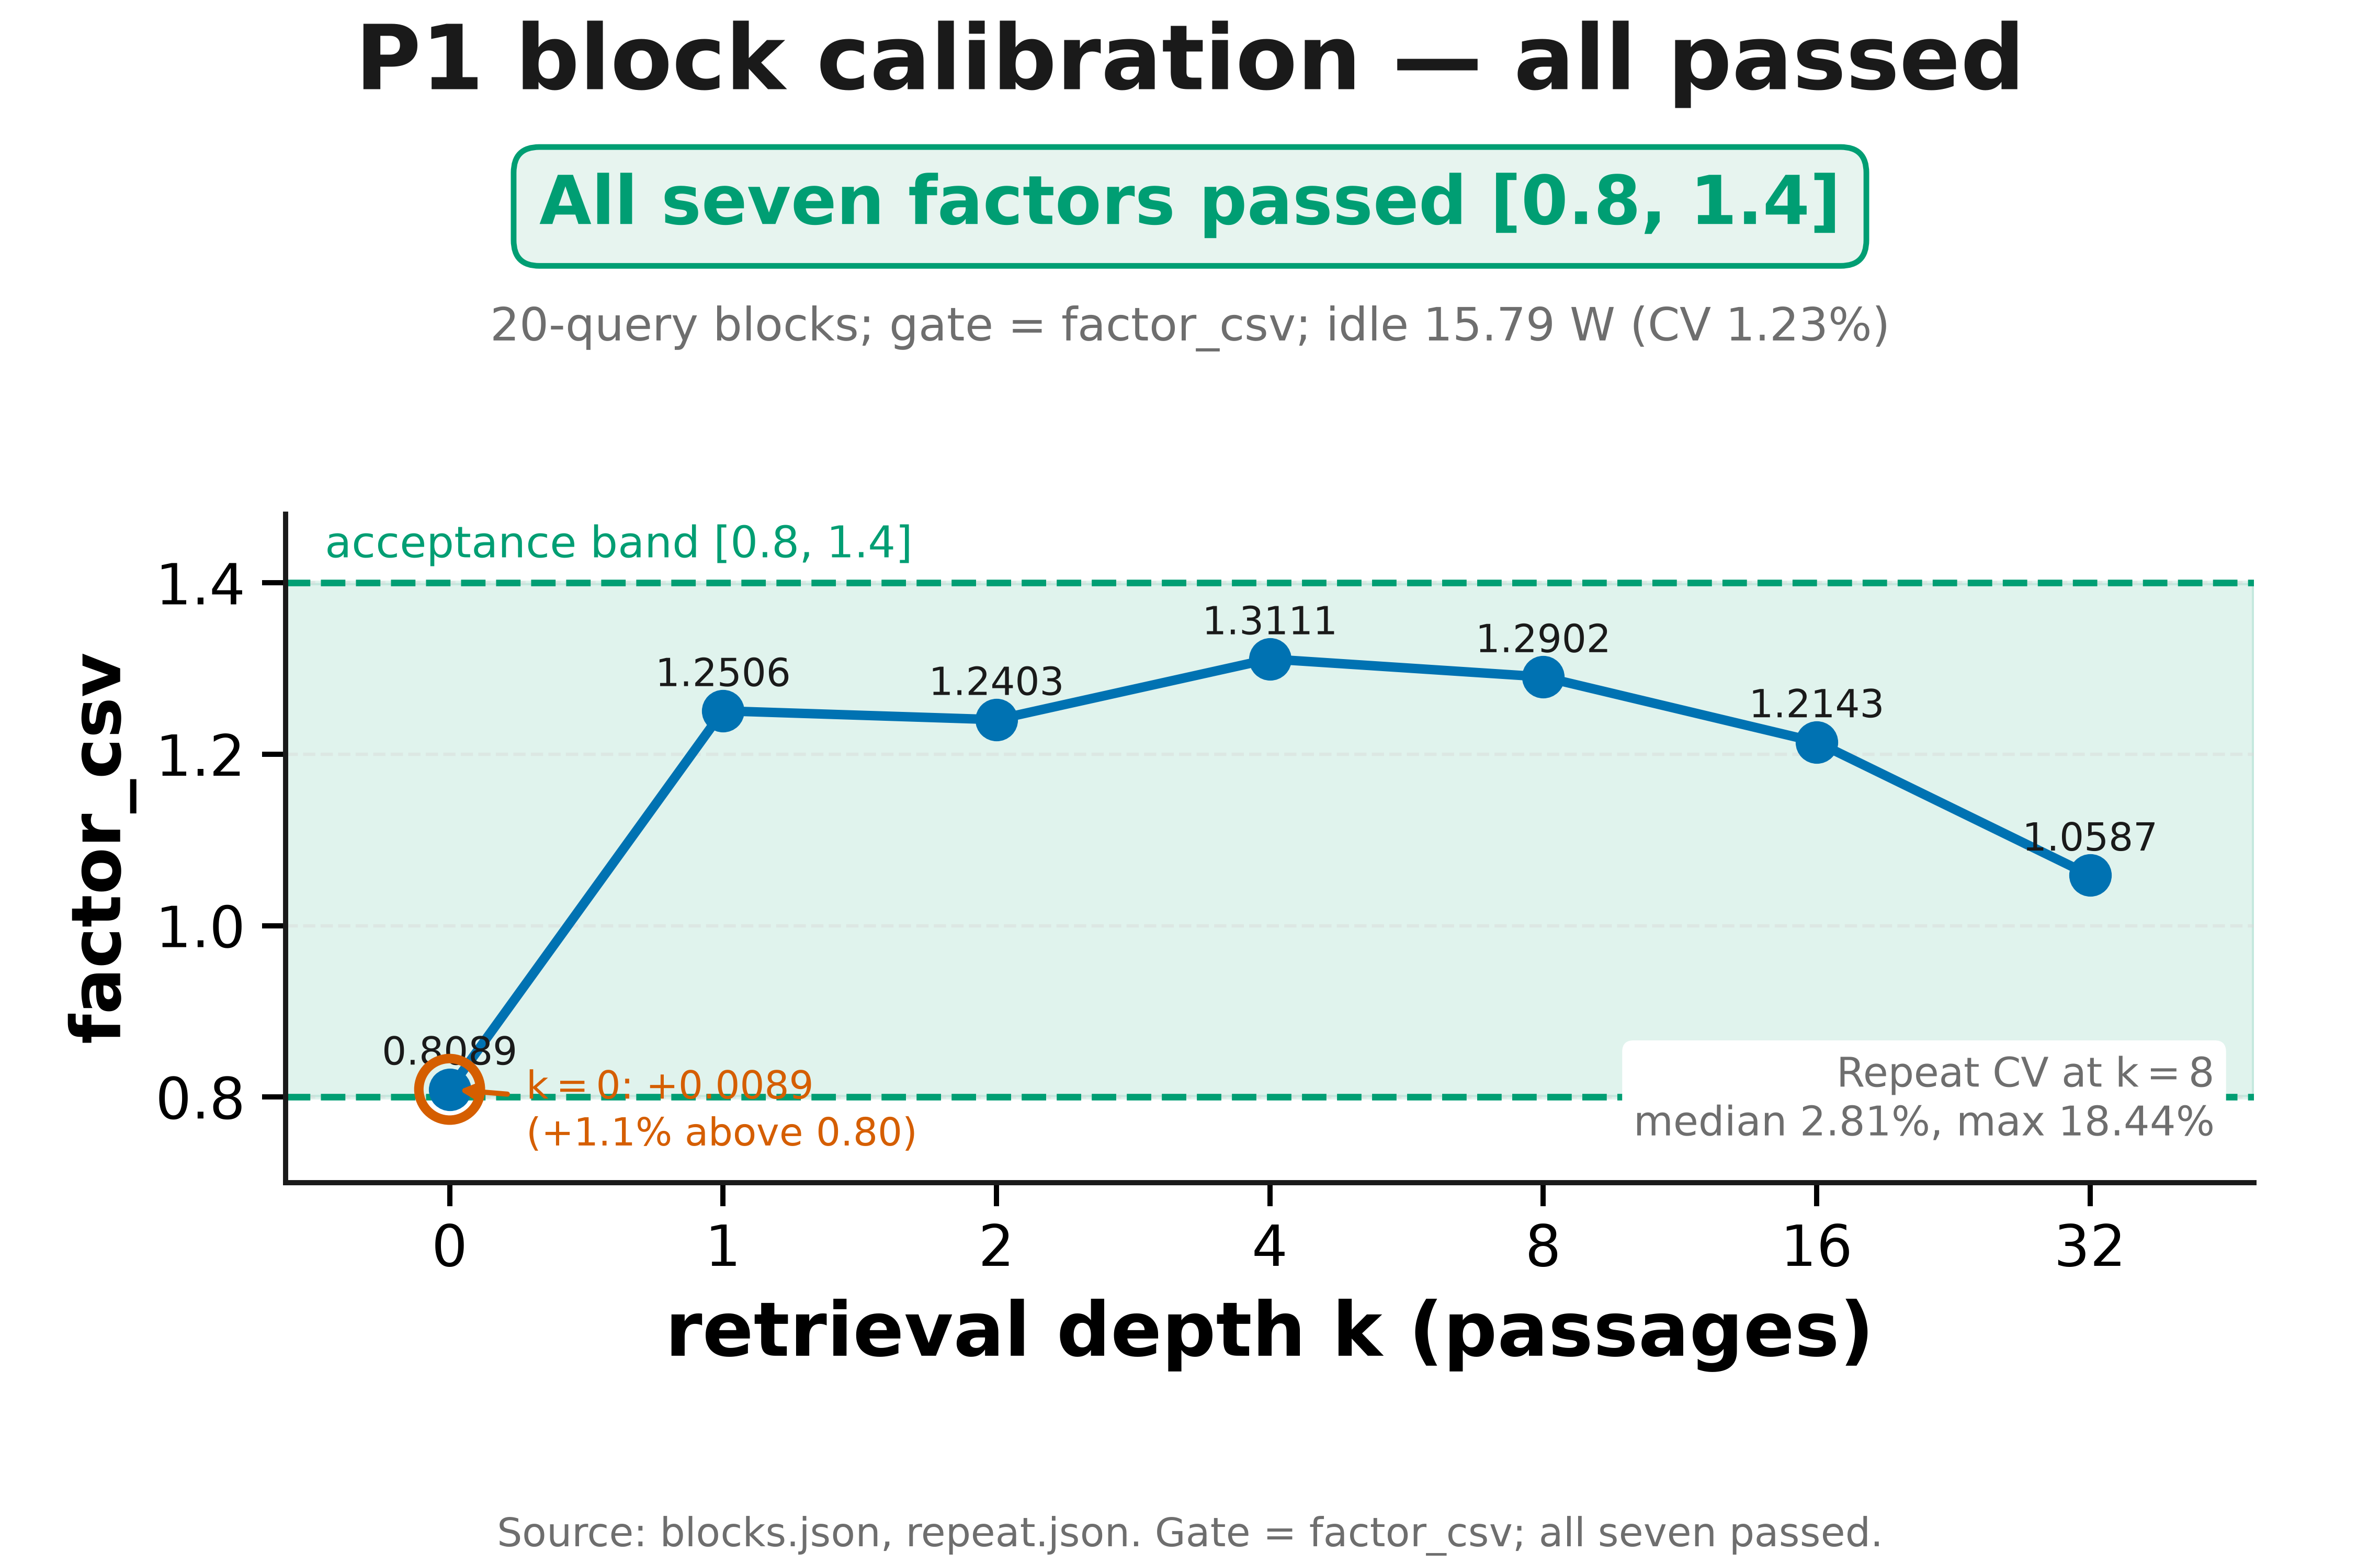 P1 block calibration — all passed
All seven factors passed [0.8, 1.4]
20-query blocks; gate = factor_csv; idle 15.79 W (CV 1.23%)
acceptance band [0.8, 1.4]
factor_csv
1.4
1.2
1.0
0.8
0.8089
1.2506
1.2403
1.3111
1.2902
1.2143
1.0587
k = 0: +0.0089
(+1.1% above 0.80)
Repeat CV at k = 8
median 2.81%, max 18.44%
0 1 2 4 8 16 32
retrieval depth k (passages)
Source: blocks.json, repeat.json. Gate = factor_csv; all seven passed.